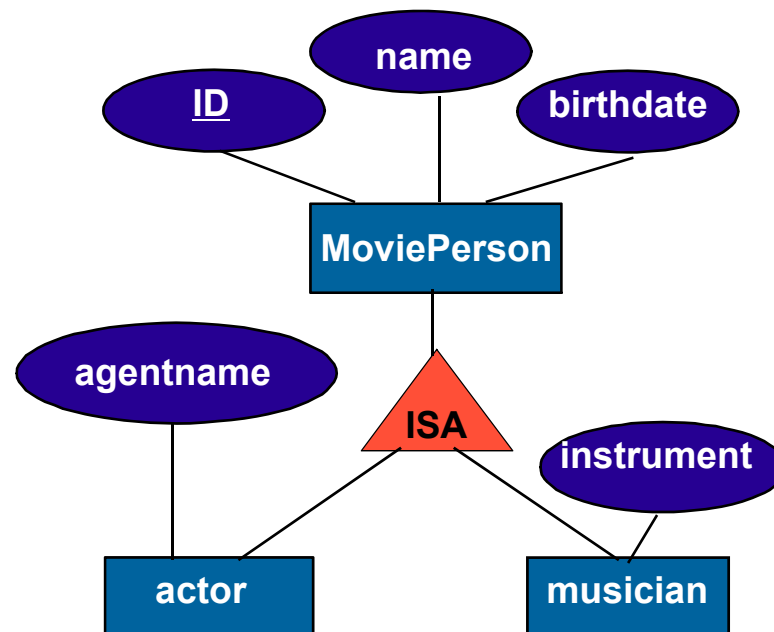 name
ID
birthdate
MoviePerson
agentname
ISA
instrument
actor
musician